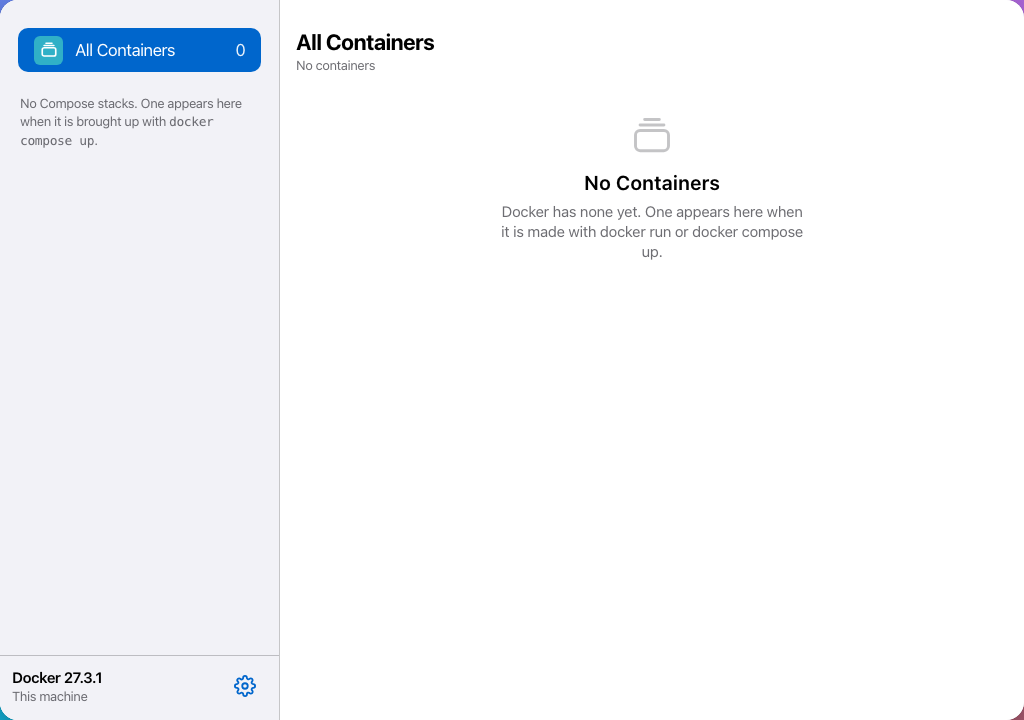 All Containers 0
No Compose stacks. One appears here
when it is brought up with docker
compose up.
Docker 27.3.1
This machine
All Containers
No containers
No Containers
Docker has none yet. One appears here when
it is made with docker run or docker compose
up.